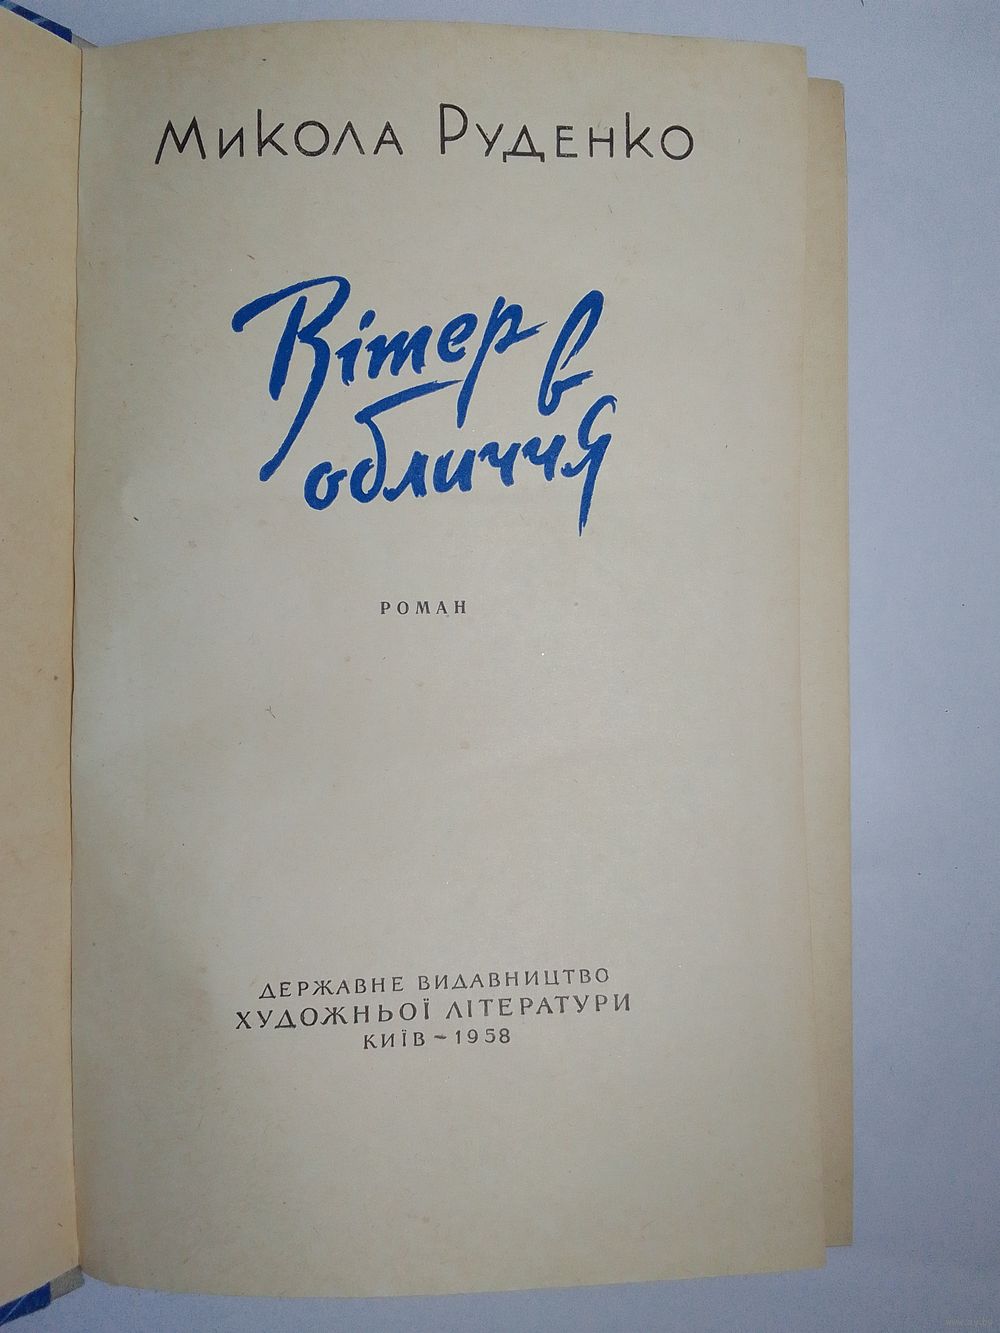 Микола Руденко
Вітер в
обличчя
РОМАН
ДЕРЖАВНЕ ВИДАВНИЦТВО
ХУДОЖНЬОЇ ЛІТЕРАТУРИ
КИЇВ – 1958